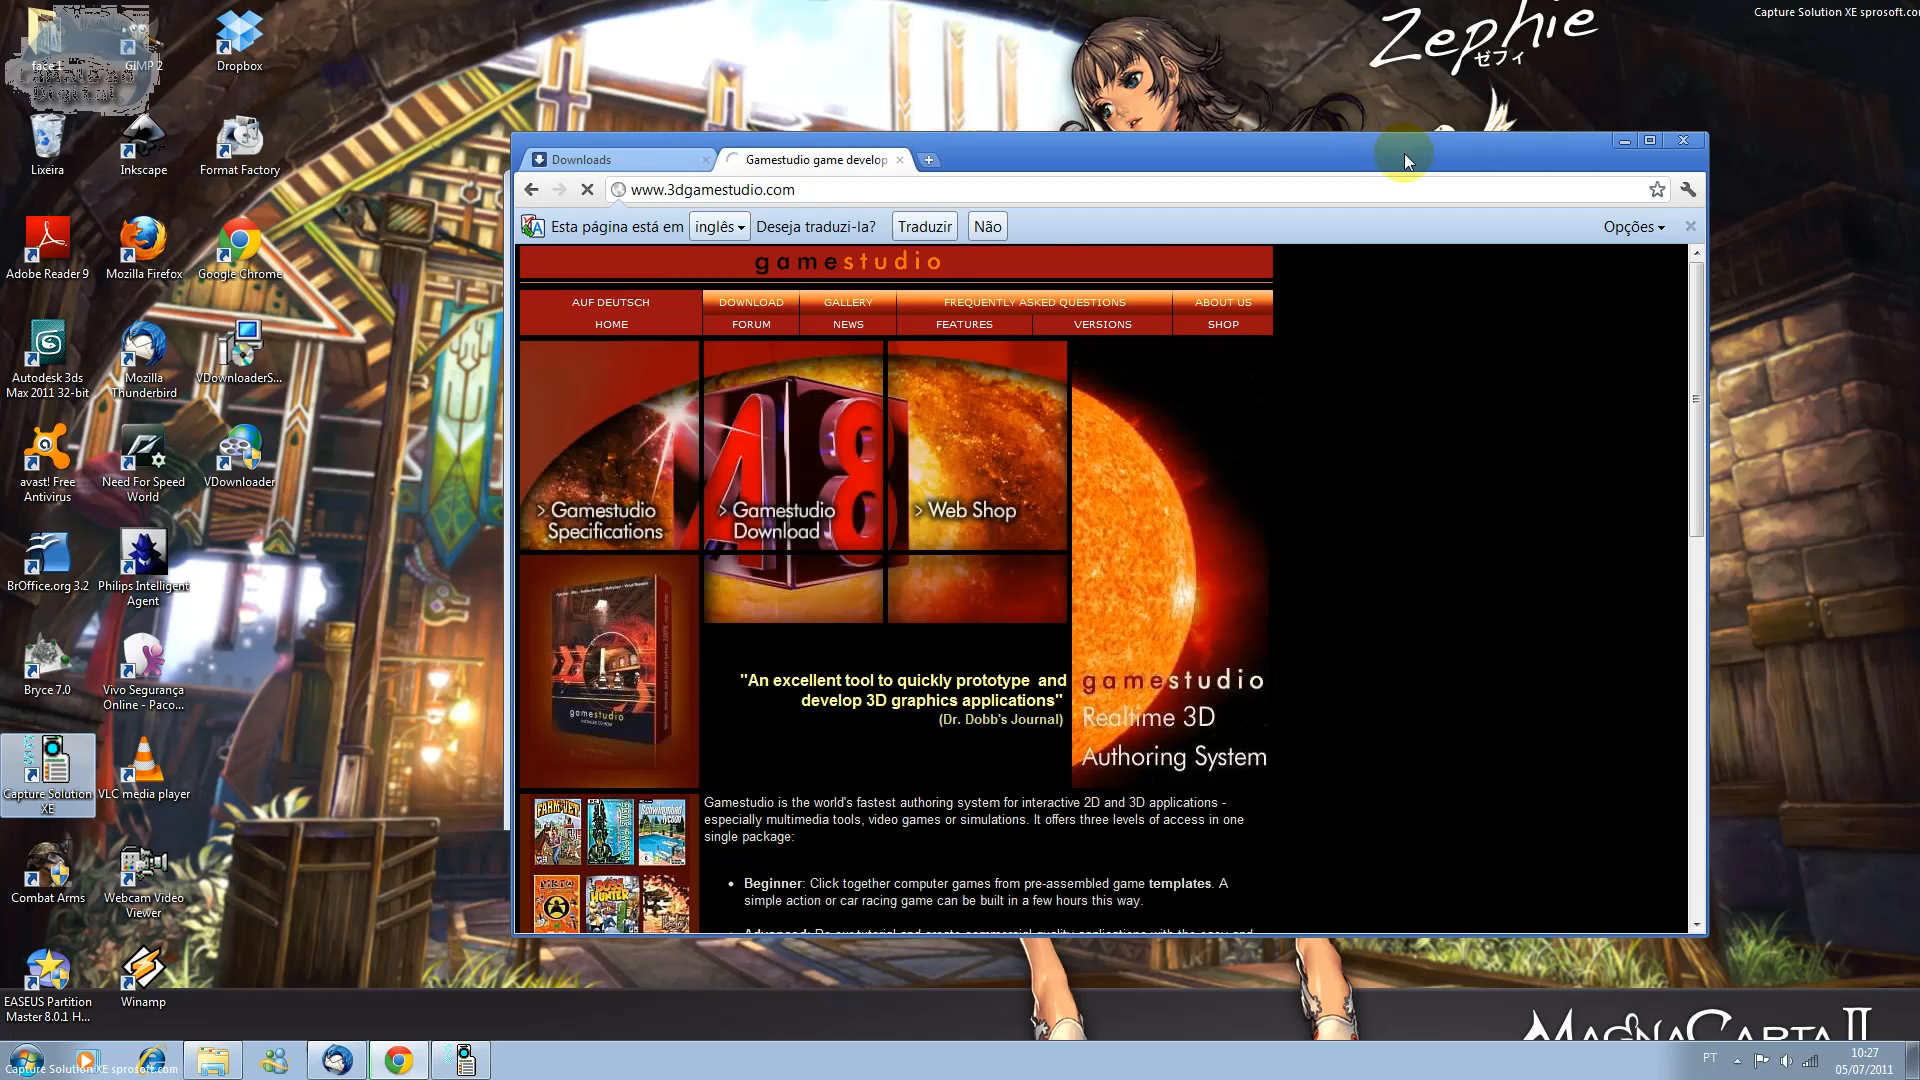 Capture Solution XE sprosoft.co
Zephie
ゼフィ
face1
GIMP 2
Dropbox
Lixeira
Inkscape
Format Factory
Adobe Reader 9
Mozilla Firefox
Google Chrome
Autodesk 3ds
Max 2011 32-bit
Mozilla
Thunderbird
VDownloaderS...
avast! Free
Antivirus
Need For Speed
World
VDownloader
BrOffice.org 3.2
Philips Intelligent
Agent
Bryce 7.0
Vivo Segurança
Online - Paco...
Capture Solution
XE
VLC media player
Combat Arms
Webcam Video
Viewer
EASEUS Partition
Master 8.0.1 H...
Winamp
Downloads
Gamestudio game develop
www.3dgamestudio.com
Esta página está em inglês Deseja traduzi-la? Traduzir Não Opções
gamestudio
AUF DEUTSCH DOWNLOAD GALLERY FREQUENTLY ASKED QUESTIONS ABOUT US
HOME FORUM NEWS FEATURES VERSIONS SHOP
A8
> Gamestudio
Specifications
> Gamestudio
Download
> Web Shop
gamestudio
"An excellent tool to quickly prototype and
develop 3D graphics applications"
(Dr. Dobb's Journal)
gamestudio
Realtime 3D
Authoring System
Gamestudio is the world's fastest authoring system for interactive 2D and 3D applications -
especially multimedia tools, video games or simulations. It offers three levels of access in one
single package:
• Beginner: Click together computer games from pre-assembled game templates. A
simple action or car racing game can be built in a few hours this way.
MAGNACARTA II
Capture Solution XE sprosoft.com
PT
10:27
05/07/2011